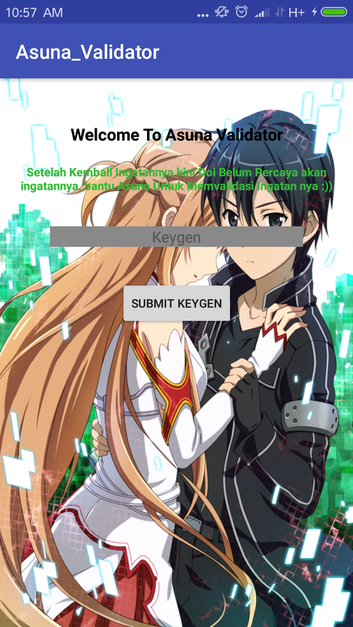 10:57 AM
H+
Asuna_Validator
Welcome To Asuna Validator
Setelah Kembali Ingatannya kini Doi Belum Percaya akan
ingatannya, bantu Asuna Untuk Memvalidasi Ingatan nya :))
Keygen
SUBMIT KEYGEN